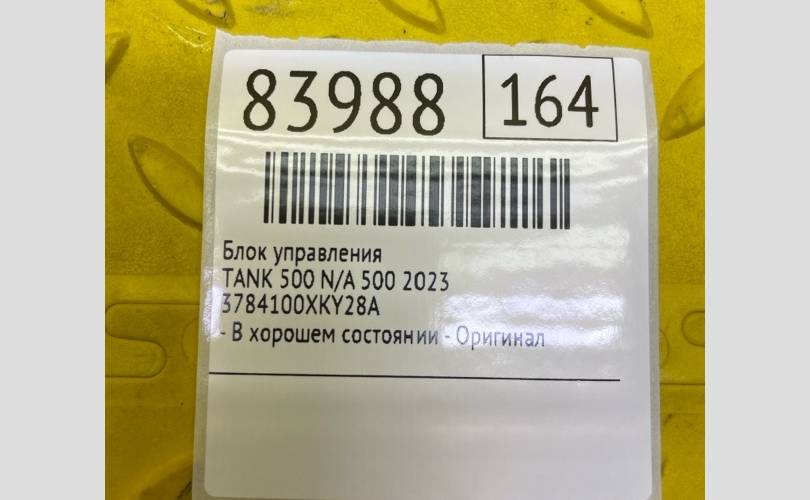 83988 164
Блок управления
TANK 500 N/A 500 2023
3784100XKY28A
- В хорошем состоянии - Оригинал